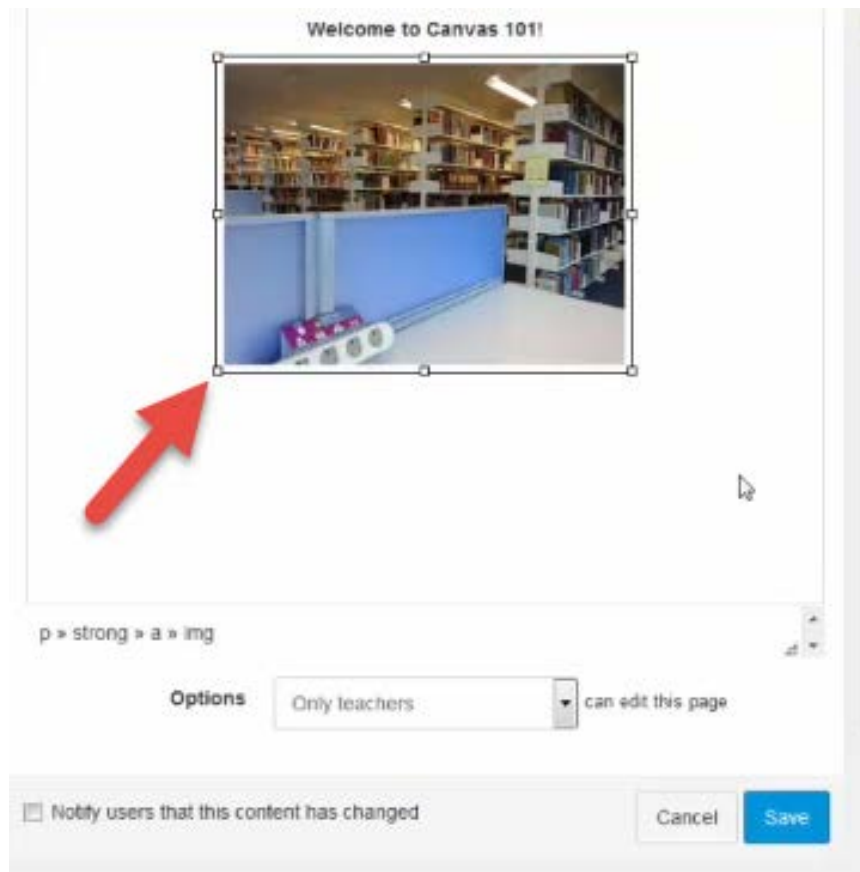 Welcome to Canvas 101!
p » strong » a » img
Options Only teachers can edit this page
Notify users that this content has changed
Cancel Save